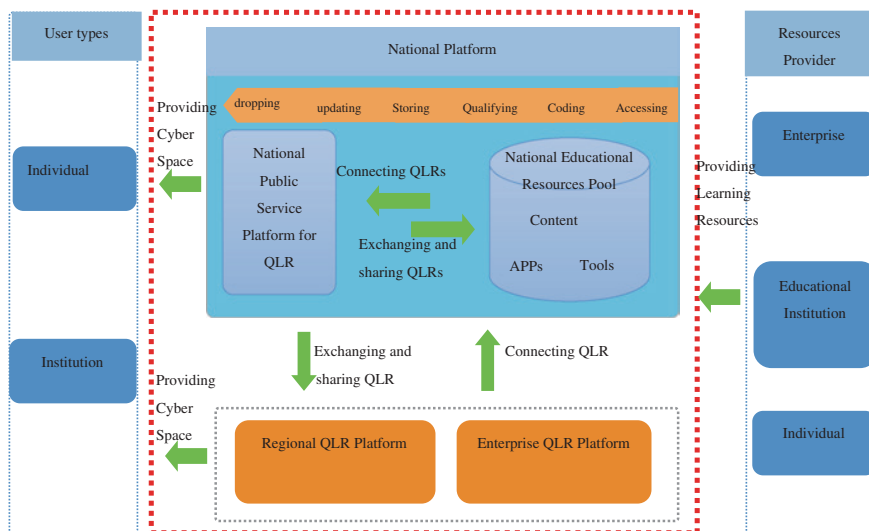 User types
National Platform
Resources
Provider
dropping
updating
Storing
Qualifying
Coding
Accessing
Providing
Cyber
Space
Individual
National
Public
Service
Platform for
QLR
Connecting QLRs
Exchanging and
sharing QLRs
National Educational
Resources Pool
Content
APPs
Tools
Providing
Learning
Resources
Enterprise
Educational
Institution
Individual
Institution
Exchanging and
sharing QLR
Connecting QLR
Providing
Cyber
Space
Regional QLR Platform
Enterprise QLR Platform